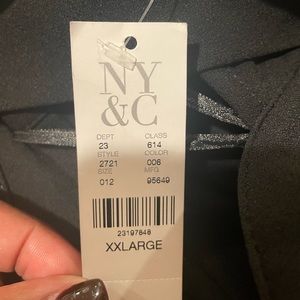 NY
&C
DEPT CLASS
23 614
STYLE COLOR
2721 006
SIZE MFG
012 95649
23197848
XXLARGE